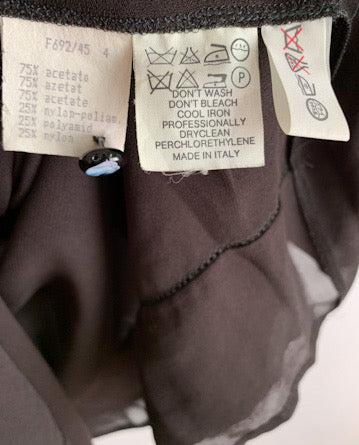 F692/45 4
75% acetate
75% azetat
75% acetate
25% nylon-poliam
25% polyamid
25% nylon
P
DON'T WASH
DON'T BLEACH
COOL IRON
PROFESSIONALLY
DRYCLEAN
PERCHLORETHYLENE
MADE IN ITALY